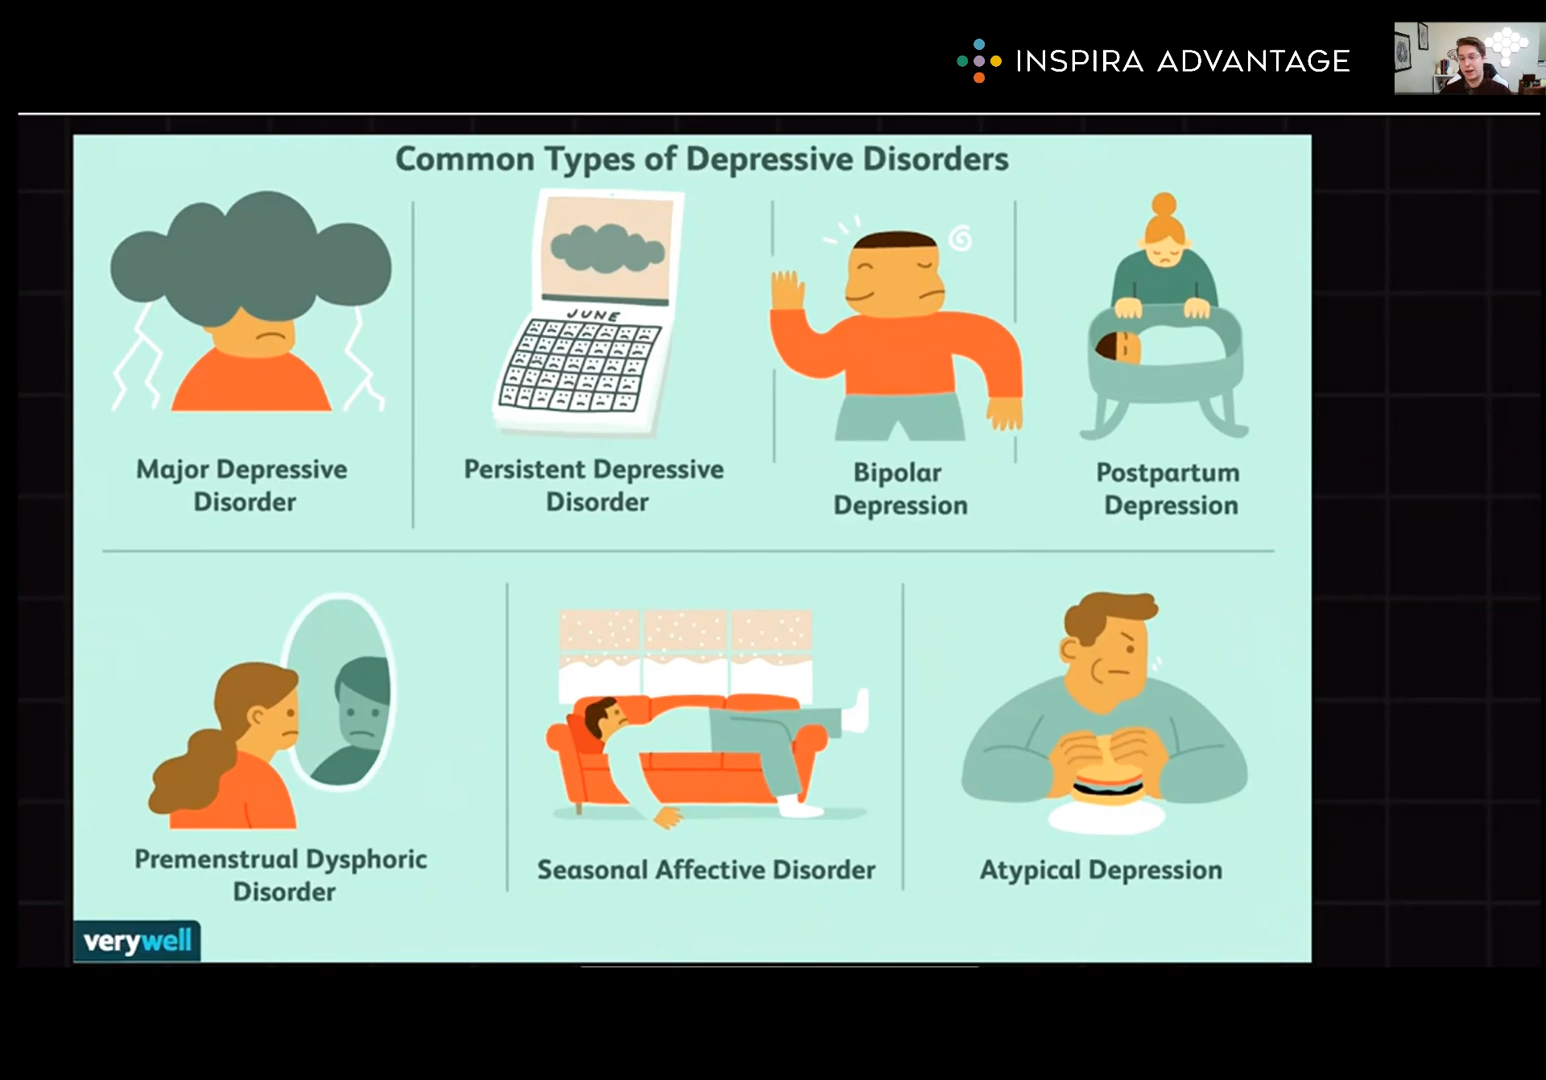 INSPIRA ADVANTAGE
Common Types of Depressive Disorders
JUNE
Major Depressive
Disorder
Persistent Depressive
Disorder
Bipolar
Depression
Postpartum
Depression
Premenstrual Dysphoric
Disorder
Seasonal Affective Disorder
Atypical Depression
verywell